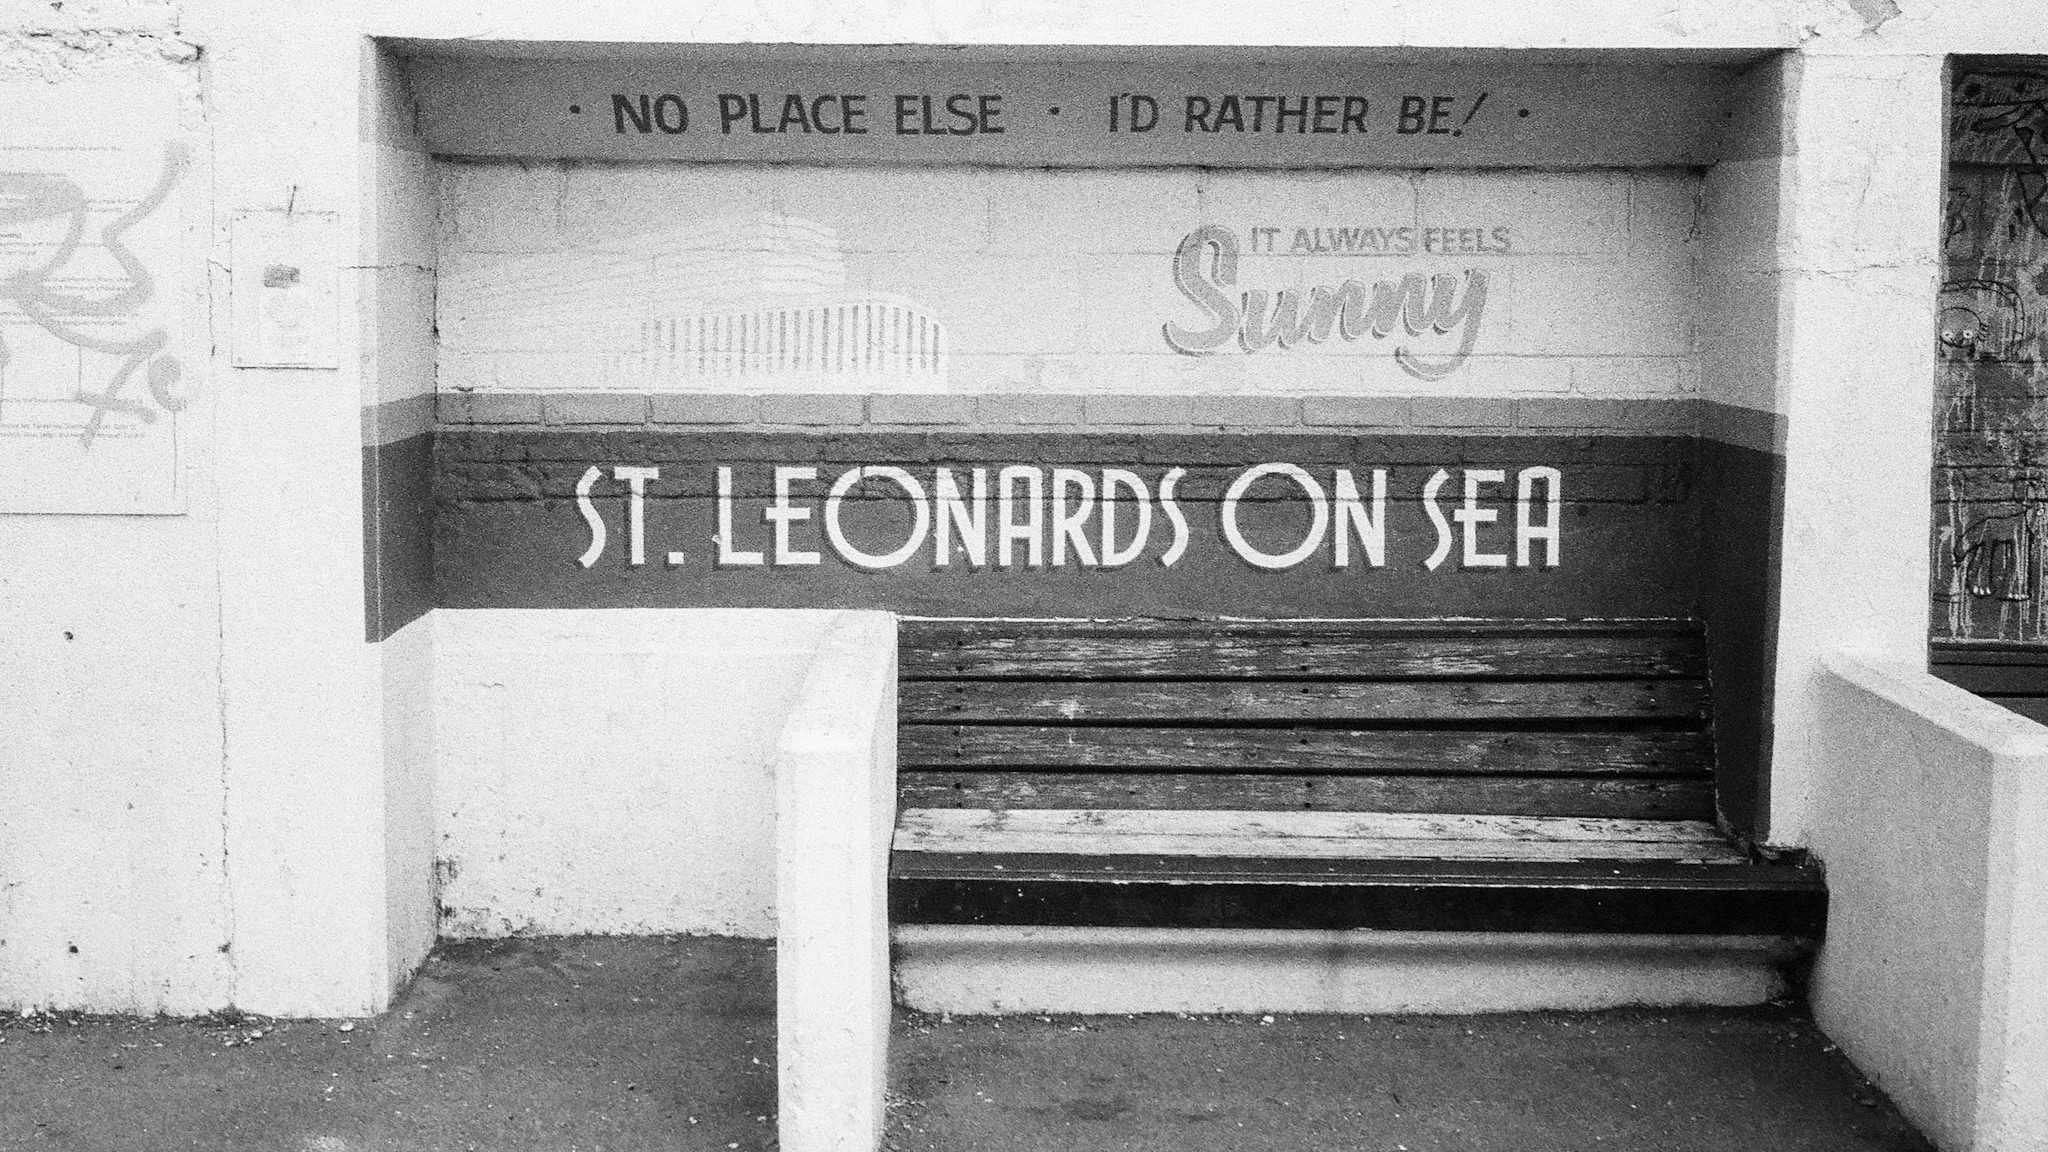 · NO PLACE ELSE · I'D RATHER BE! ·
IT ALWAYS FEELS
Sunny
ST. LEONARDS ON SEA